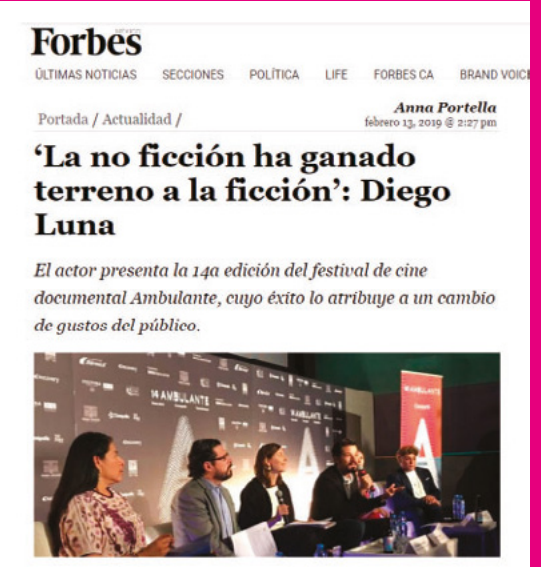 Forbes
MÉXICO
ÚLTIMAS NOTICIAS SECCIONES POLÍTICA LIFE FORBES CA BRAND VOICE
Anna Portella
Portada / Actualidad /
febrero 13, 2019 @ 2:27 pm
‘La no ficción ha ganado
terreno a la ficción’: Diego
Luna
El actor presenta la 14a edición del festival de cine
documental Ambulante, cuyo éxito lo atribuye a un cambio
de gustos del público.
14 AMBULANTE
AMBULANTE